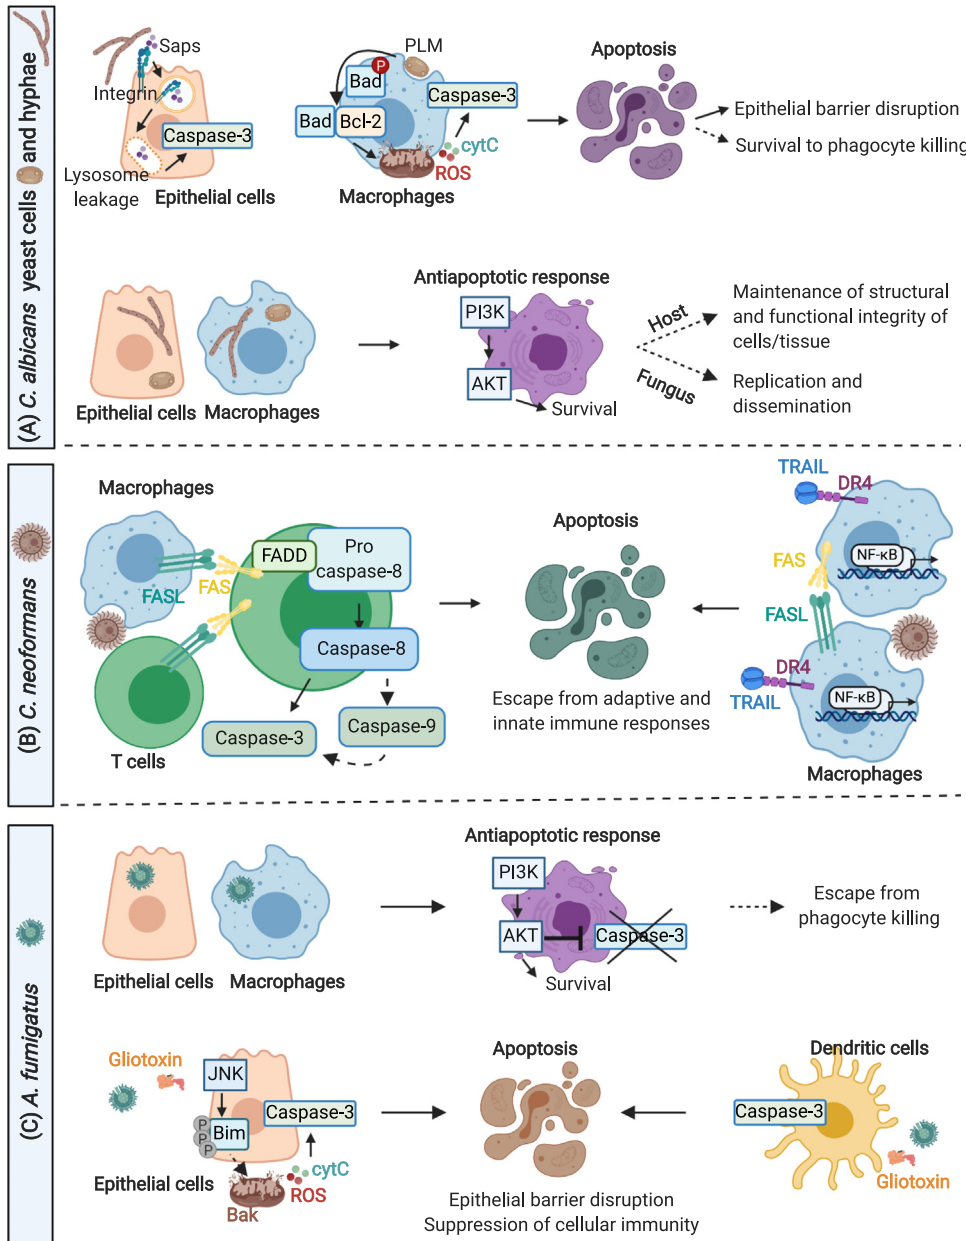 (A) C. albicans yeast cells and hyphae
Saps
Integrin
Caspase-3
Lysosome
leakage
Epithelial cells
PLM
P
Bad
Caspase-3
Bad
Bcl-2
cytC
ROS
Macrophages
Apoptosis
Epithelial barrier disruption
Survival to phagocyte killing
Epithelial cells
Macrophages
Antiapoptotic response
PI3K
AKT
Survival
Host
Fungus
Maintenance of structural
and functional integrity of
cells/tissue
Replication and
dissemination
(B) C. neoformans
Macrophages
FASL
FAS
FADD
Pro
caspase-8
Caspase-8
Caspase-3
Caspase-9
T cells
Apoptosis
Escape from adaptive and
innate immune responses
TRAIL
DR4
NF-κB
FAS
FASL
DR4
TRAIL
NF-κB
Macrophages
(C) A. fumigatus
Epithelial cells
Macrophages
Antiapoptotic response
PI3K
AKT
Caspase-3
Survival
Escape from
phagocyte killing
Gliotoxin
JNK
P
P
P
Bim
Caspase-3
cytC
ROS
Bak
Epithelial cells
Apoptosis
Epithelial barrier disruption
Suppression of cellular immunity
Dendritic cells
Caspase-3
Gliotoxin